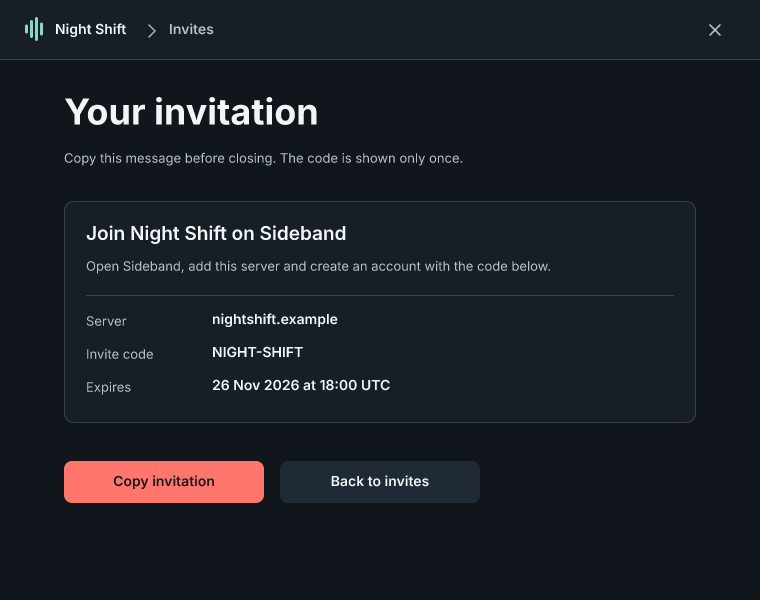 Night Shift
Invites
Your invitation
Copy this message before closing. The code is shown only once.
Join Night Shift on Sideband
Open Sideband, add this server and create an account with the code below.
Server nightshift.example
Invite code NIGHT-SHIFT
Expires 26 Nov 2026 at 18:00 UTC
Copy invitation
Back to invites